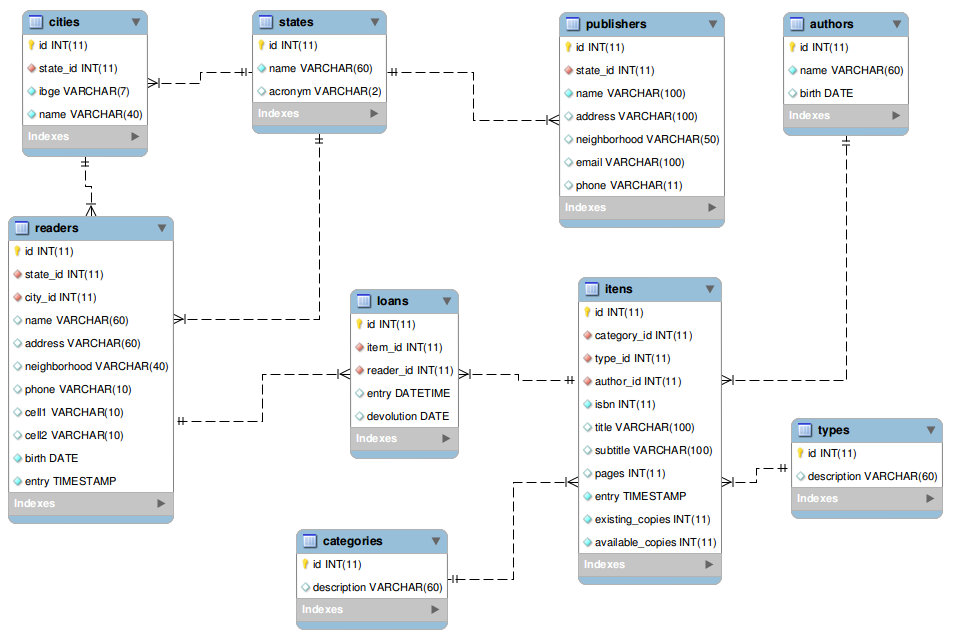 cities
id INT(11)
state_id INT(11)
ibge VARCHAR(7)
name VARCHAR(40)
Indexes
states
id INT(11)
name VARCHAR(60)
acronym VARCHAR(2)
Indexes
publishers
id INT(11)
state_id INT(11)
name VARCHAR(100)
address VARCHAR(100)
neighborhood VARCHAR(50)
email VARCHAR(100)
phone VARCHAR(11)
Indexes
authors
id INT(11)
name VARCHAR(60)
birth DATE
Indexes
readers
id INT(11)
state_id INT(11)
city_id INT(11)
name VARCHAR(60)
address VARCHAR(60)
neighborhood VARCHAR(40)
phone VARCHAR(10)
cell1 VARCHAR(10)
cell2 VARCHAR(10)
birth DATE
entry TIMESTAMP
Indexes
loans
id INT(11)
item_id INT(11)
reader_id INT(11)
entry DATETIME
devolution DATE
Indexes
itens
id INT(11)
category_id INT(11)
type_id INT(11)
author_id INT(11)
isbn INT(11)
title VARCHAR(100)
subtitle VARCHAR(100)
pages INT(11)
entry TIMESTAMP
existing_copies INT(11)
available_copies INT(11)
Indexes
types
id INT(11)
description VARCHAR(60)
Indexes
categories
id INT(11)
description VARCHAR(60)
Indexes